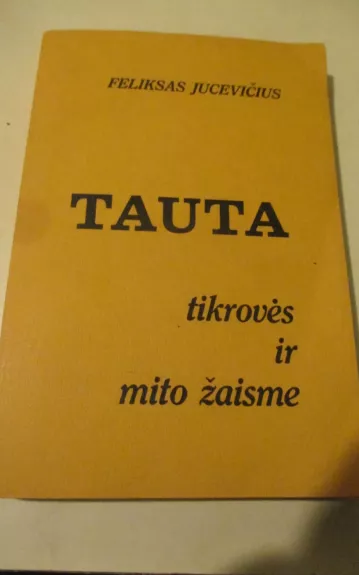 FELIKSAS JUCEVIČIUS
TAUTA
tikrovės
ir
mito žaisme